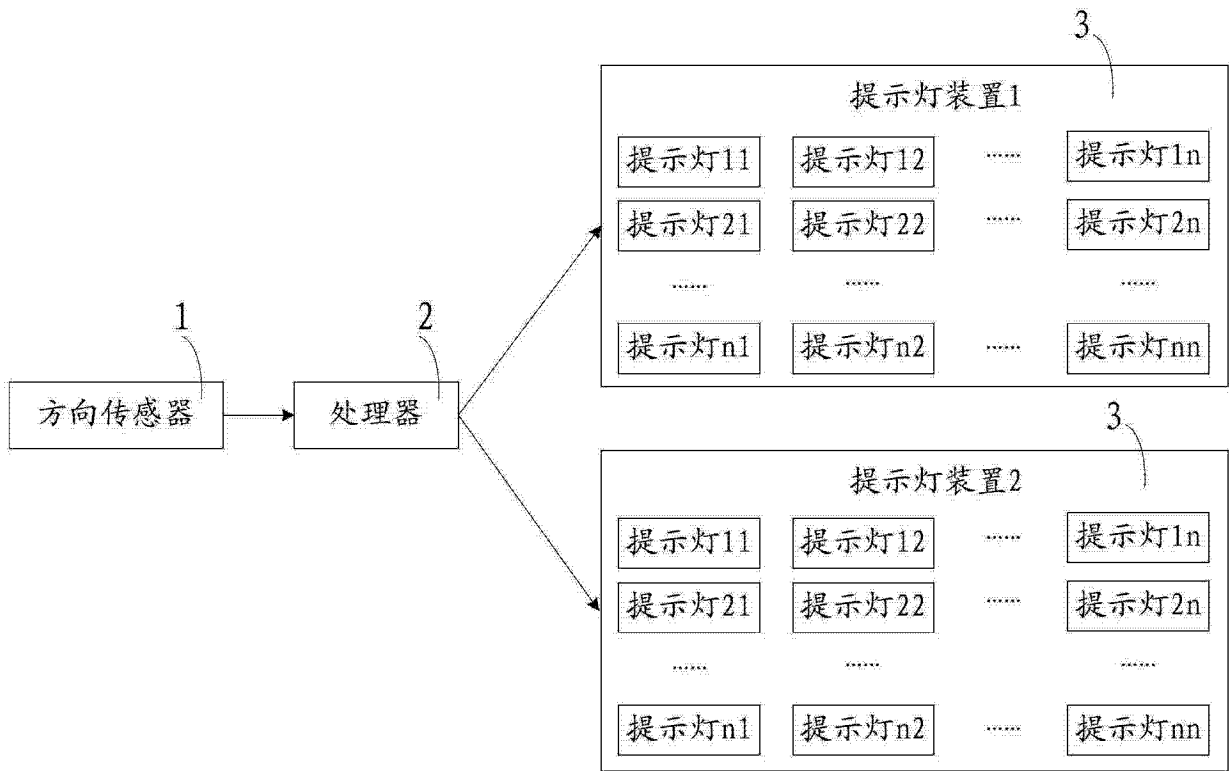 3
提示灯装置1
提示灯11 提示灯12 …… 提示灯1n
提示灯21 提示灯22 …… 提示灯2n
…… …… ……
提示灯n1 提示灯n2 …… 提示灯nn
1
2
方向传感器
处理器
3
提示灯装置2
提示灯11 提示灯12 …… 提示灯1n
提示灯21 提示灯22 …… 提示灯2n
…… …… ……
提示灯n1 提示灯n2 …… 提示灯nn